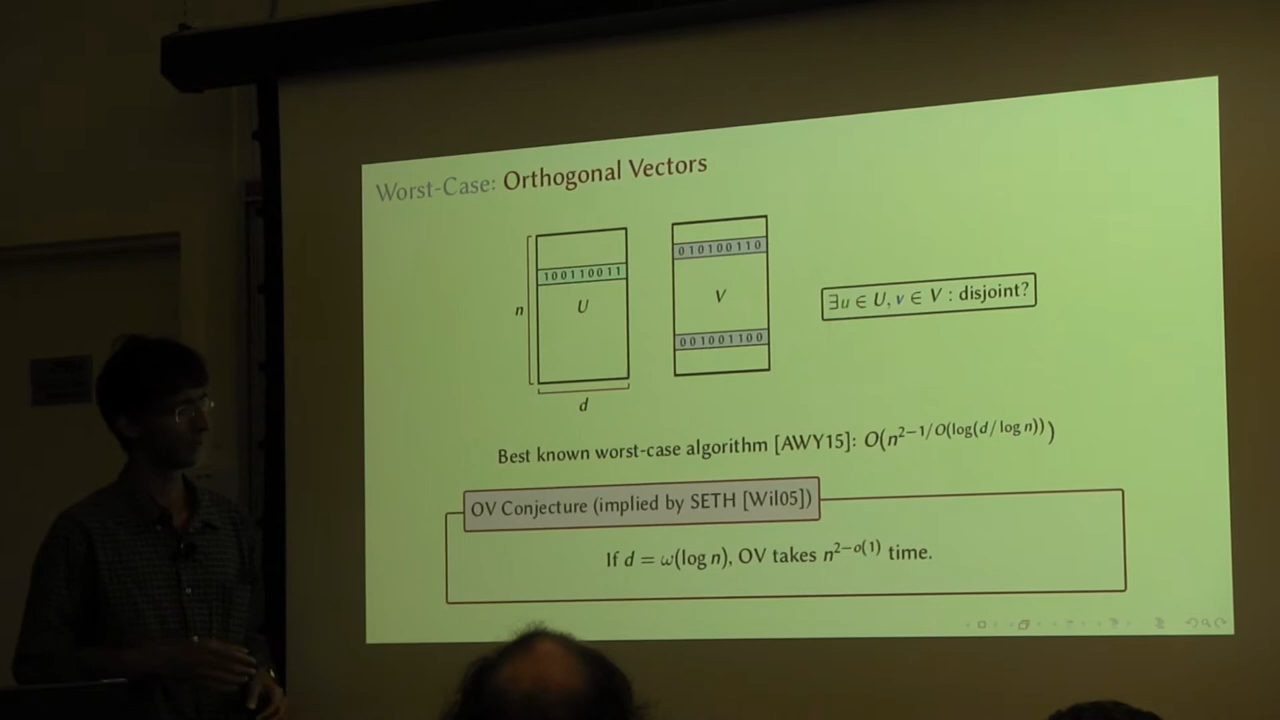 Worst-Case: Orthogonal Vectors
n
100110011
U
d
010100110
V
001001100
∃u ∈ U, v ∈ V : disjoint?
Best known worst-case algorithm [AWY15]: O(n^{2−1/O(log(d/log n))})
OV Conjecture (implied by SETH [Wil05])
If d = ω(log n), OV takes n^{2−o(1)} time.